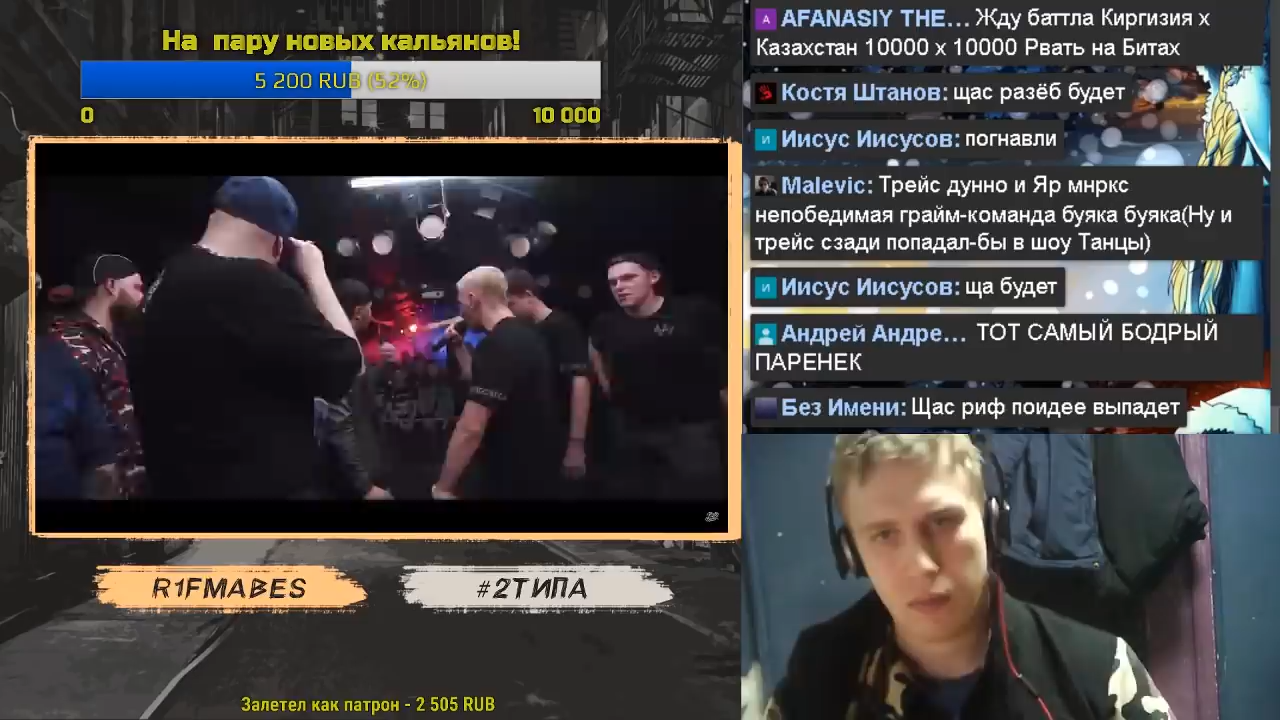 На пару новых кальянов!
5 200 RUB (52%)
0
10 000
R1FMABES
#2ТИПА
Залетел как патрон - 2 505 RUB
AFANASIY THE... Жду баттла Киргизия х
Казахстан 10000 х 10000 Рвать на Битах
Костя Штанов: щас разёб будет
Иисус Иисусов: погнавли
Malevic: Трейс дунно и Яр мнркс
непобедимая грайм-команда буяка буяка(Ну и
трейс сзади попадал-бы в шоу Танцы)
Иисус Иисусов: ща будет
Андрей Андре... ТОТ САМЫЙ БОДРЫЙ
ПАРЕНЕК
Без Имени: Щас риф поидее выпадет